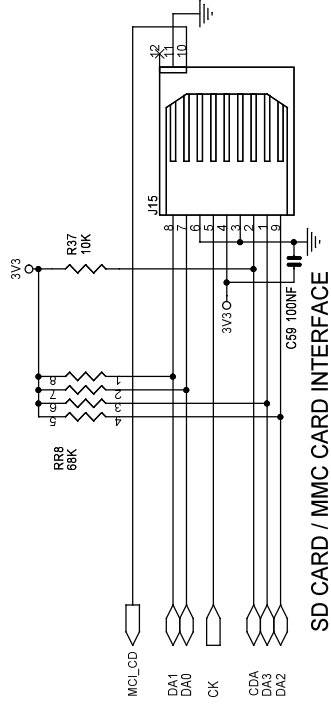 3V3
R37
10K
RR8
68K
8
7
6
5
1
2
3
4
MCI_CD
DA1
DA0
CK
CDA
DA3
DA2
3V3
C59 100NF
J15
8
7
6
5
4
3
2
1
9
12
11
10
SD CARD / MMC CARD INTERFACE